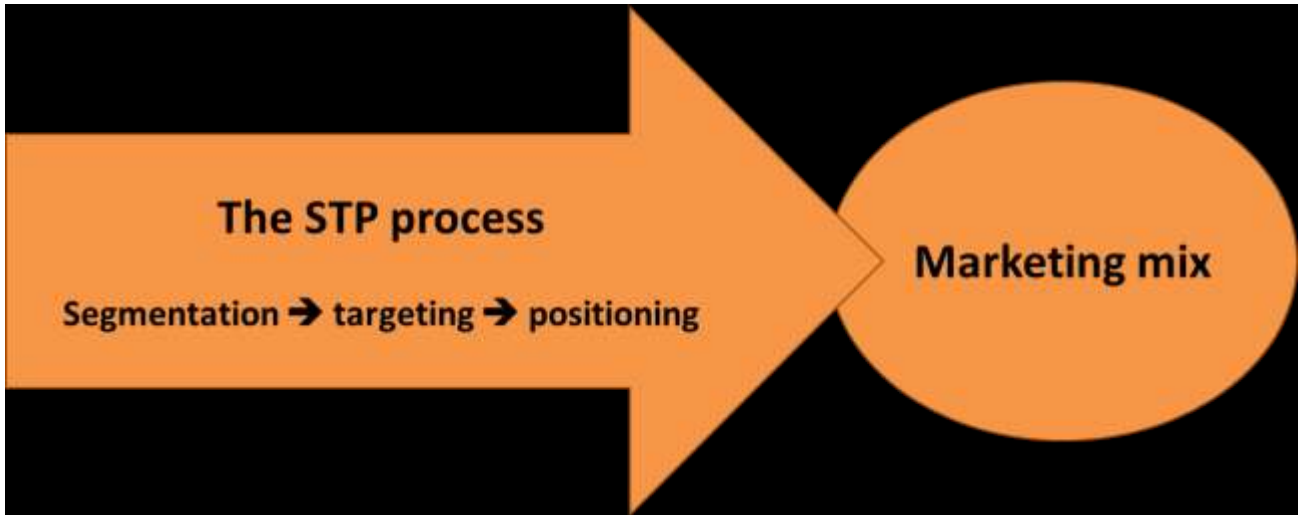 The STP process
Segmentation ➔ targeting ➔ positioning
Marketing mix